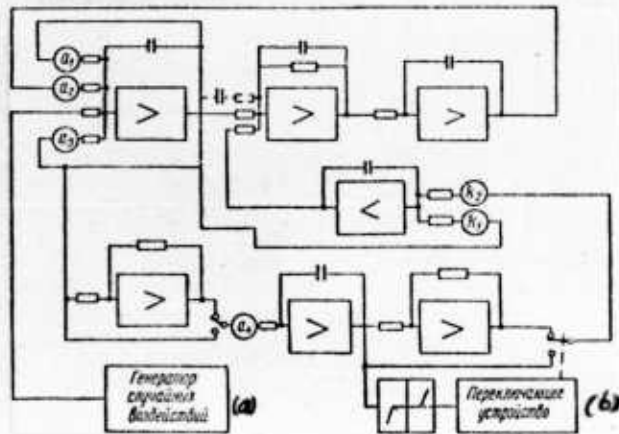 a₁
a₂
a₃
>
>
>
<
k₂
k₁
>
a₄
>
>
Генератор
случайных
воздействий
(a)
Переключающее
устройство
(b)